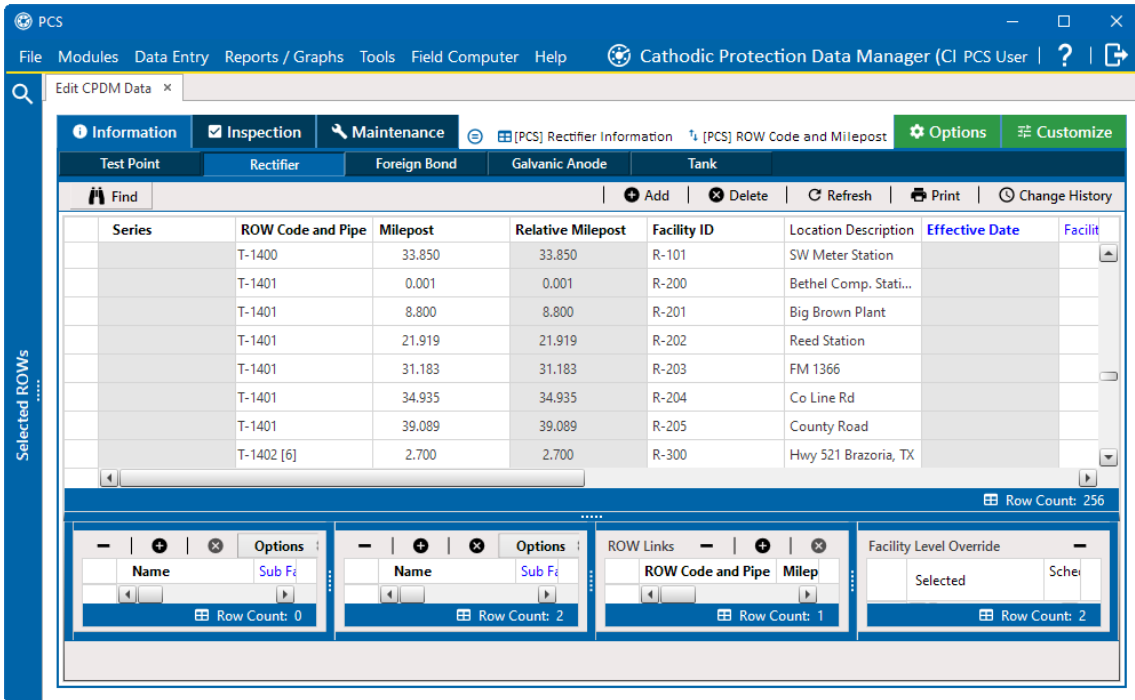 PCS
File Modules Data Entry Reports / Graphs Tools Field Computer Help Cathodic Protection Data Manager (CI PCS User | ? |
Edit CPDM Data ×
Information Inspection Maintenance [PCS] Rectifier Information [PCS] ROW Code and Milepost Options Customize
Test Point Rectifier Foreign Bond Galvanic Anode Tank
Find | Add | Delete | Refresh | Print | Change History
Series ROW Code and Pipe Milepost Relative Milepost Facility ID Location Description Effective Date Facilit
T-1400 33.850 33.850 R-101 SW Meter Station
T-1401 0.001 0.001 R-200 Bethel Comp. Stati...
T-1401 8.800 8.800 R-201 Big Brown Plant
T-1401 21.919 21.919 R-202 Reed Station
T-1401 31.183 31.183 R-203 FM 1366
T-1401 34.935 34.935 R-204 Co Line Rd
T-1401 39.089 39.089 R-205 County Road
T-1402 [6] 2.700 2.700 R-300 Hwy 521 Brazoria, TX
Selected ROWs
Row Count: 256
Options Options ROW Links Facility Level Override
Name Sub Fa Name Sub Fa ROW Code and Pipe Milep Selected Sche
Row Count: 0 Row Count: 2 Row Count: 1 Row Count: 2